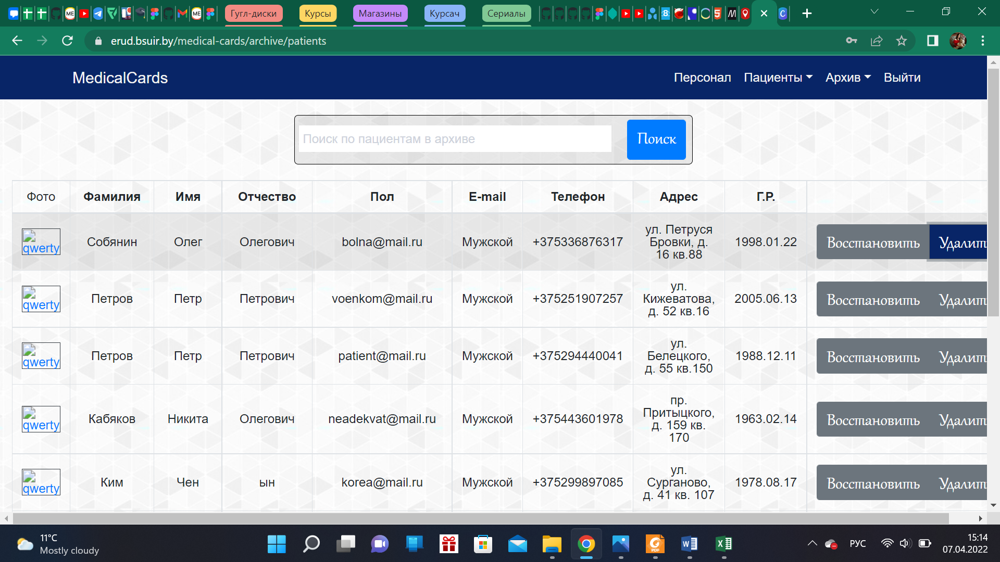 Гугл-диски Курсы Магазины Курсач Сериалы
erud.bsuir.by/medical-cards/archive/patients
MedicalCards Персонал Пациенты Архив Выйти
Поиск по пациентам в архиве Поиск
Фото Фамилия Имя Отчество Пол E-mail Телефон Адрес Г.Р.
qwerty Собянин Олег Олегович bolna@mail.ru Мужской +375336876317 ул. Петруся
Бровки, д.
16 кв.88 1998.01.22 Восстановить Удалит
qwerty Петров Петр Петрович voenkom@mail.ru Мужской +375251907257 ул.
Кижеватова,
д. 52 кв.16 2005.06.13 Восстановить Удалит
qwerty Петров Петр Петрович patient@mail.ru Мужской +375294440041 ул.
Белецкого,
д. 55 кв.150 1988.12.11 Восстановить Удалит
qwerty Кабяков Никита Олегович neadekvat@mail.ru Мужской +375443601978 пр.
Притыцкого,
д. 159 кв.
170 1963.02.14 Восстановить Удалит
qwerty Ким Чен ын korea@mail.ru Мужской +375299897085 ул.
Сурганово,
д. 41 кв. 107 1978.08.17 Восстановить Удалит
11°C
Mostly cloudy
РУС
15:14
07.04.2022